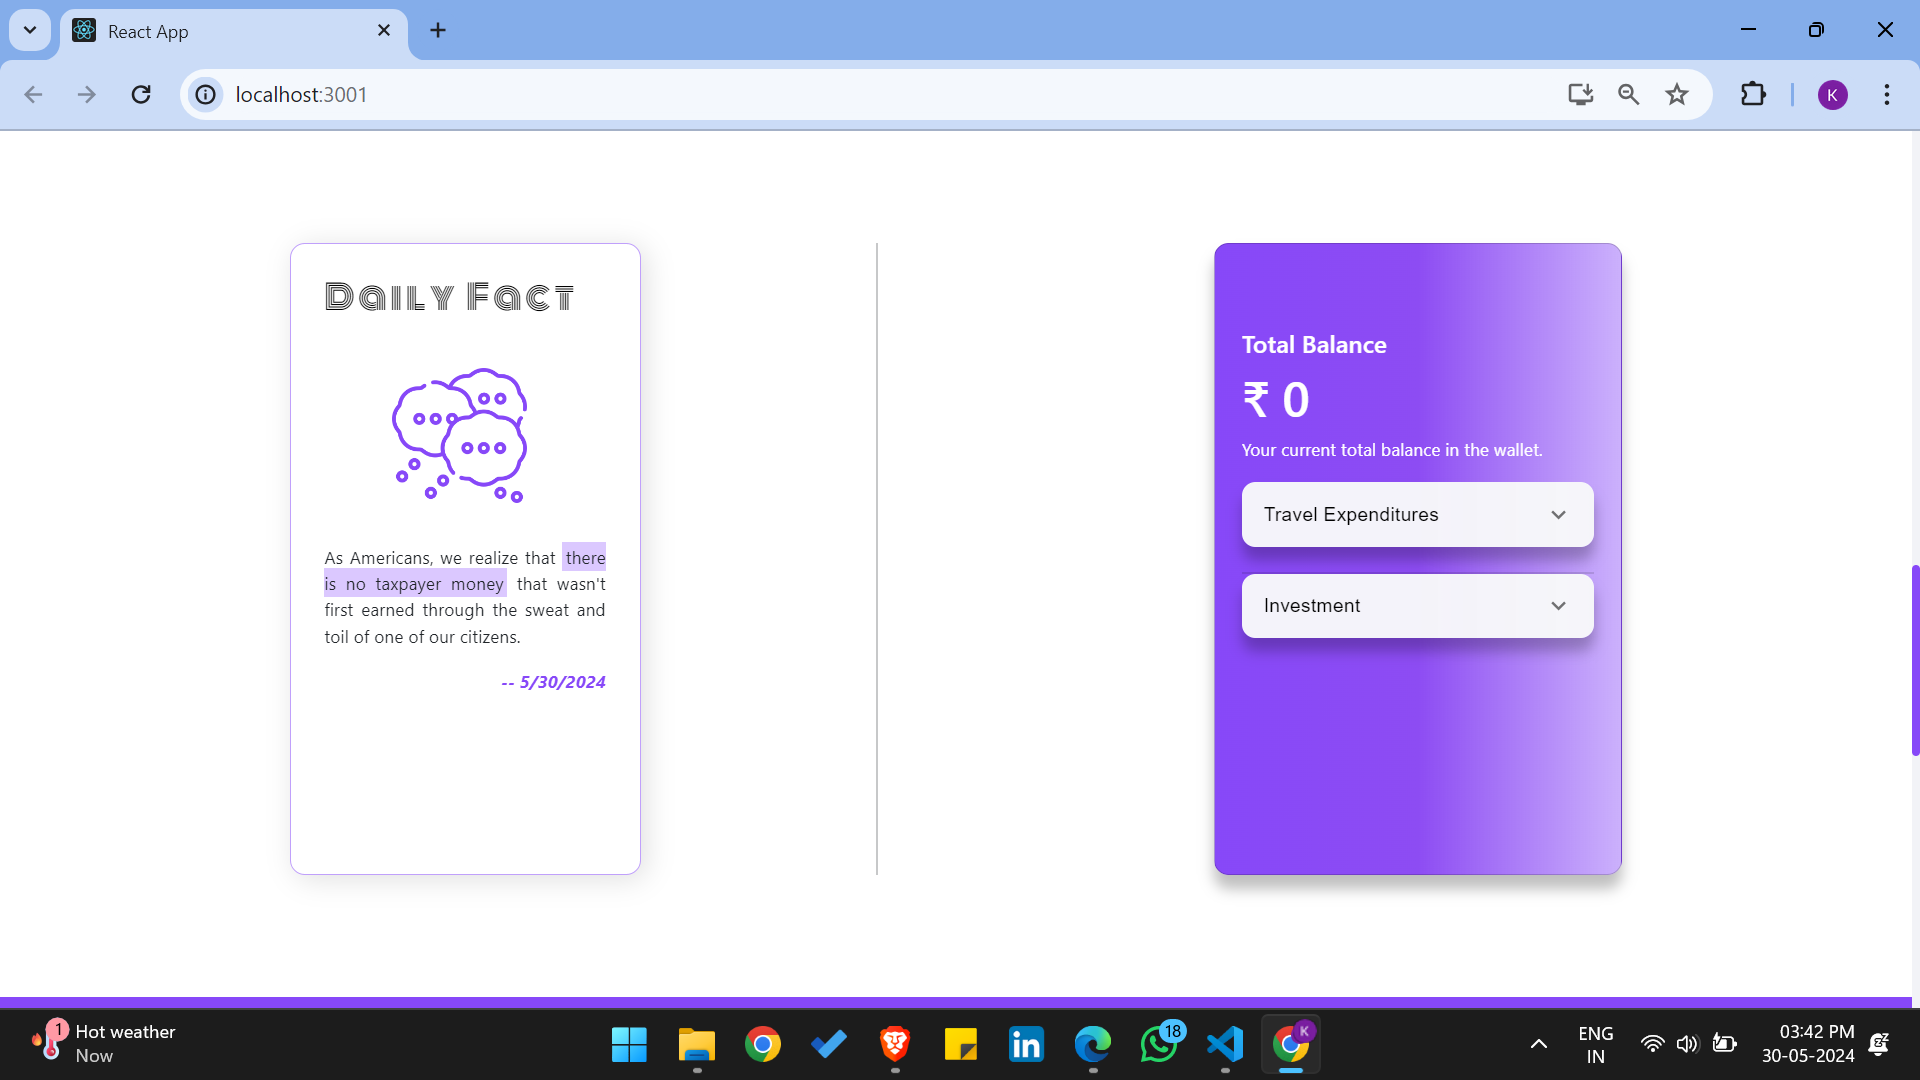 React App
localhost:3001
K
Daily Fact
As Americans, we realize that there
is no taxpayer money that wasn't
first earned through the sweat and
toil of one of our citizens.
-- 5/30/2024
Total Balance
₹ 0
Your current total balance in the wallet.
Travel Expenditures
Investment
1
Hot weather
Now
in
18
K
ENG
IN
03:42 PM
30-05-2024